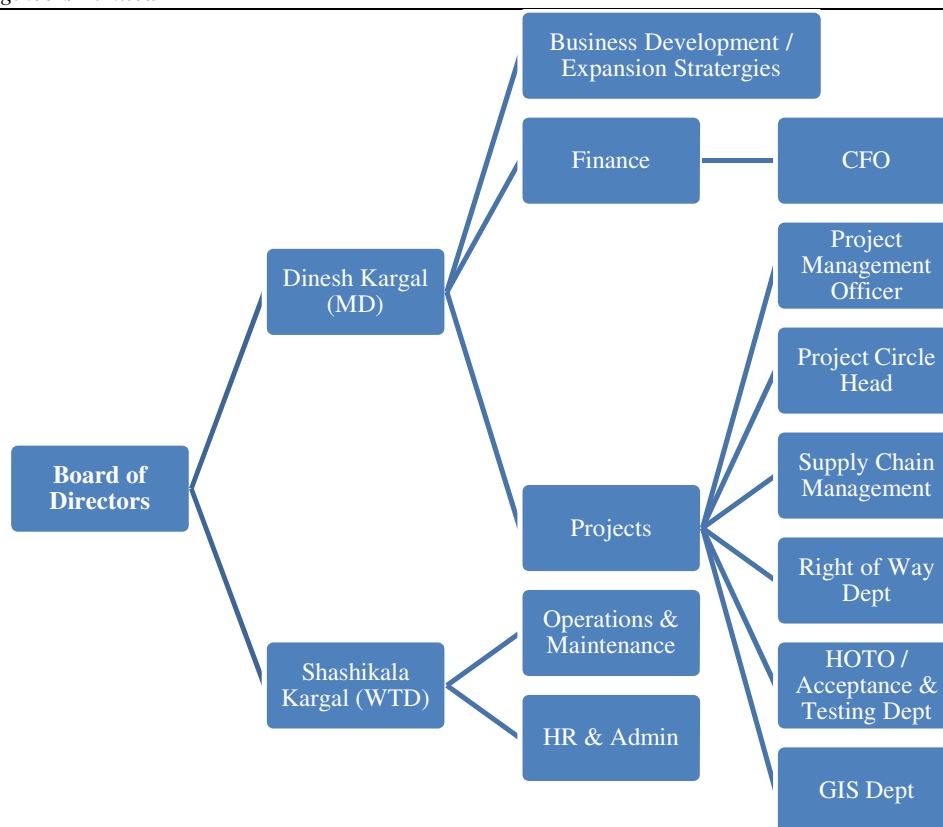 Business Development /
Expansion Stratergies
Finance
CFO
Project
Management
Officer
Dinesh Kargal
(MD)
Project Circle
Head
Board of
Directors
Supply Chain
Management
Projects
Right of Way
Dept
Operations &
Maintenance
Shashikala
Kargal (WTD)
HOTO /
Acceptance &
Testing Dept
HR & Admin
GIS Dept